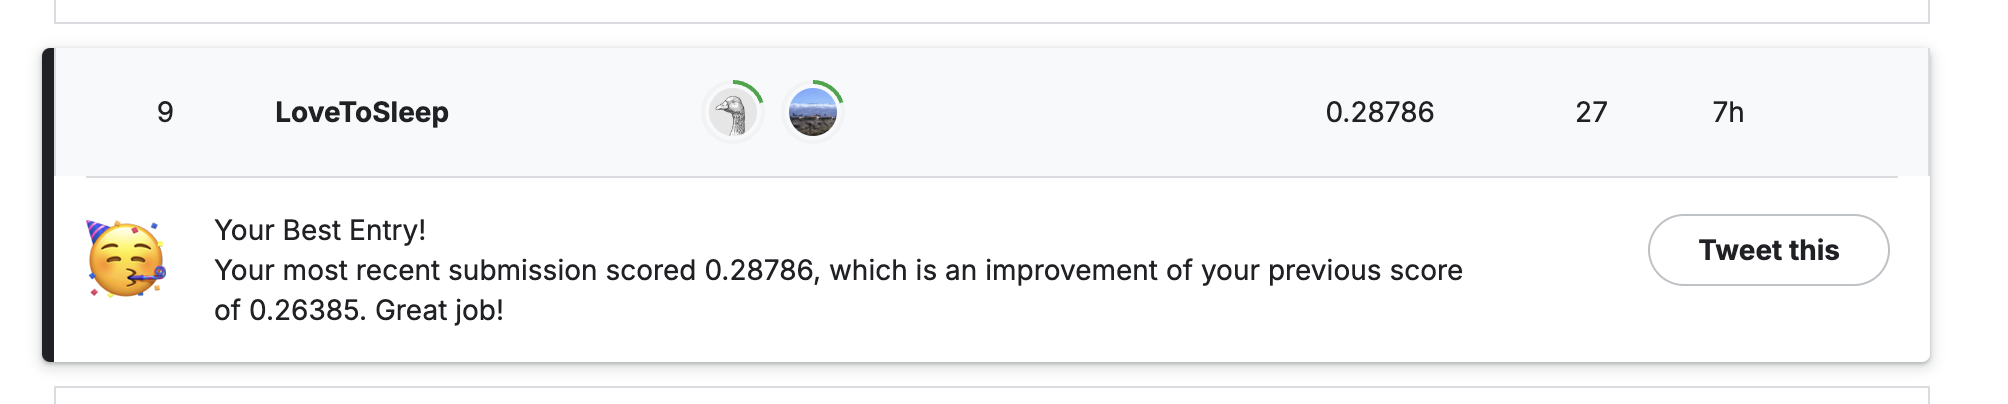 9 LoveToSleep 0.28786 27 7h
Your Best Entry!
Your most recent submission scored 0.28786, which is an improvement of your previous score
of 0.26385. Great job!
Tweet this